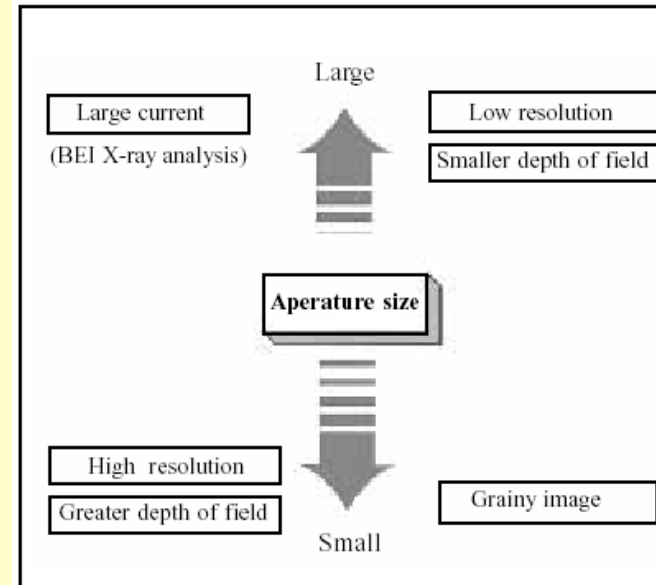 Large
Large current
(BEI X-ray analysis)
Low resolution
Smaller depth of field
Aperature size
High resolution
Greater depth of field
Grainy image
Small